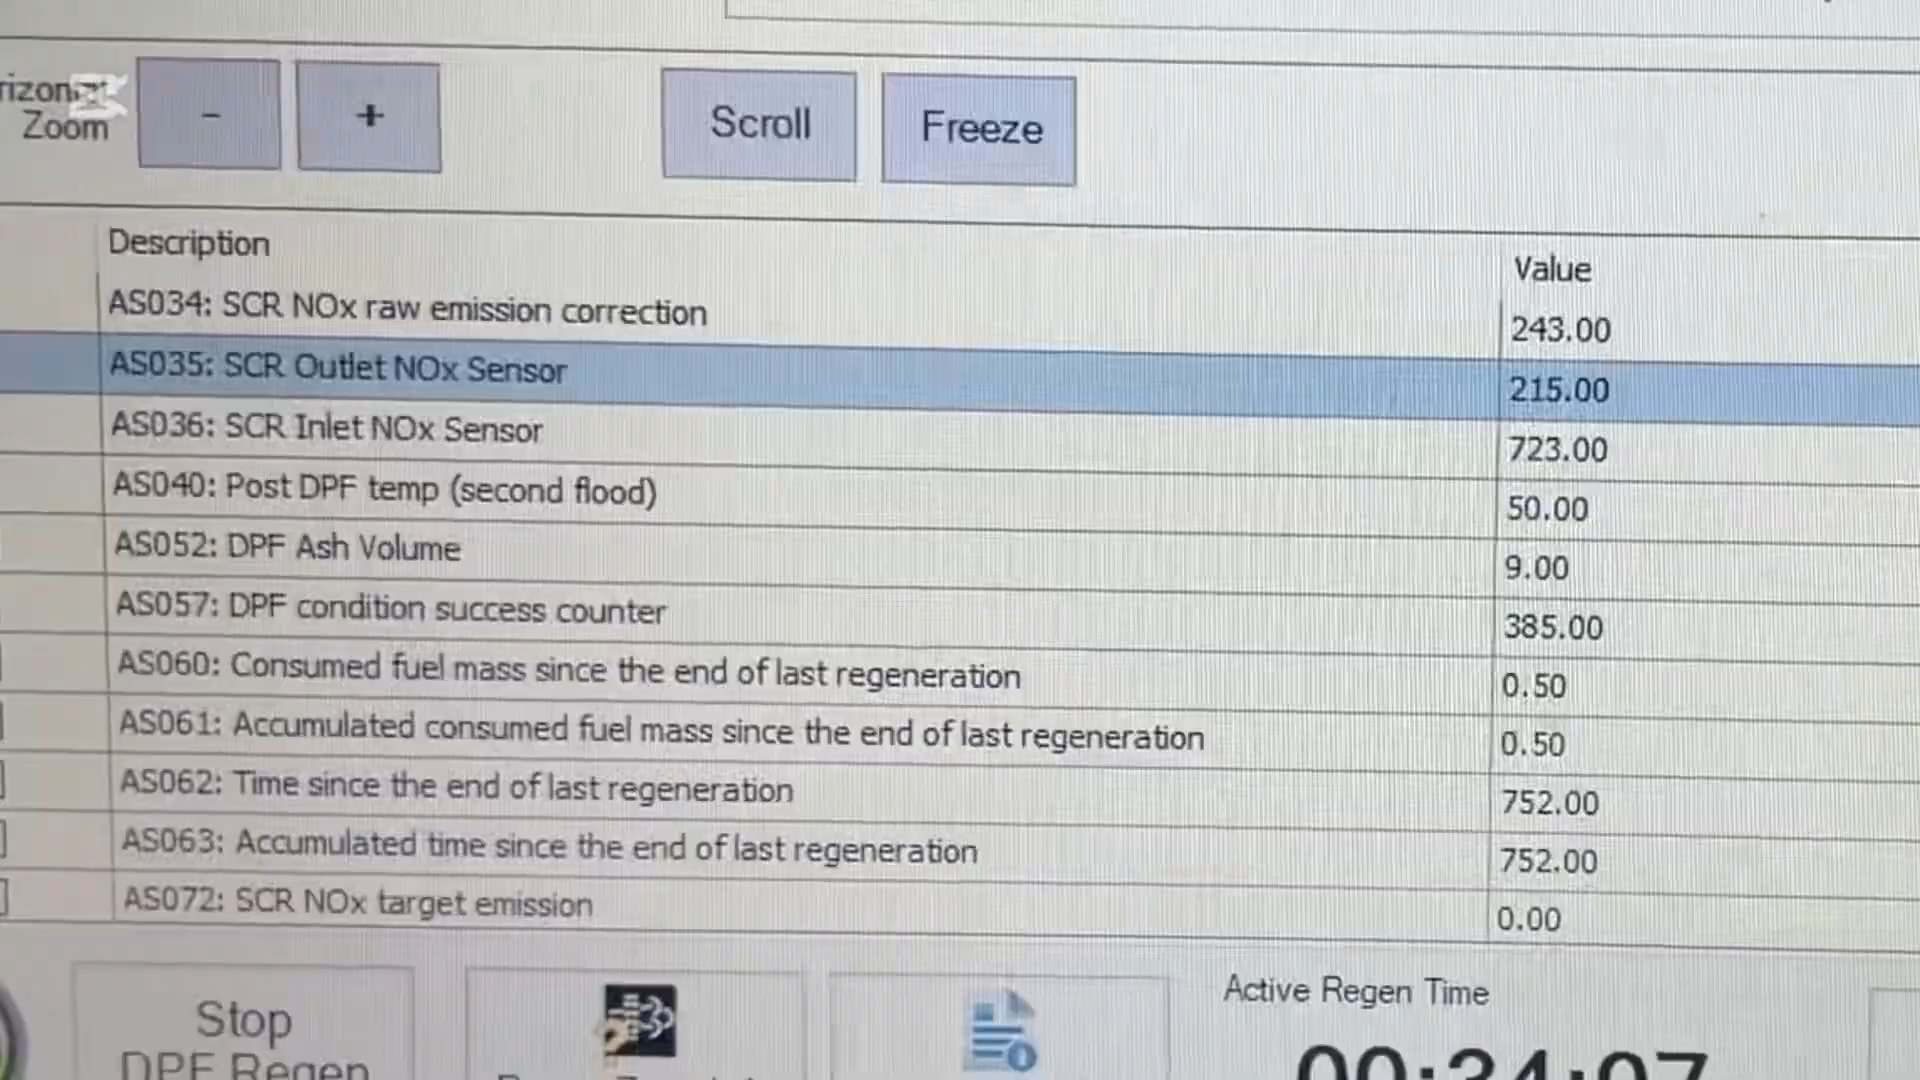 Zoom
-
+
Scroll
Freeze
Description
Value
AS034: SCR NOx raw emission correction
243.00
AS035: SCR Outlet NOx Sensor
215.00
AS036: SCR Inlet NOx Sensor
723.00
AS040: Post DPF temp (second flood)
50.00
AS052: DPF Ash Volume
9.00
AS057: DPF condition success counter
385.00
AS060: Consumed fuel mass since the end of last regeneration
0.50
AS061: Accumulated consumed fuel mass since the end of last regeneration
0.50
AS062: Time since the end of last regeneration
752.00
AS063: Accumulated time since the end of last regeneration
752.00
AS072: SCR NOx target emission
0.00
Stop
DPF Regen
Active Regen Time
00:34:07